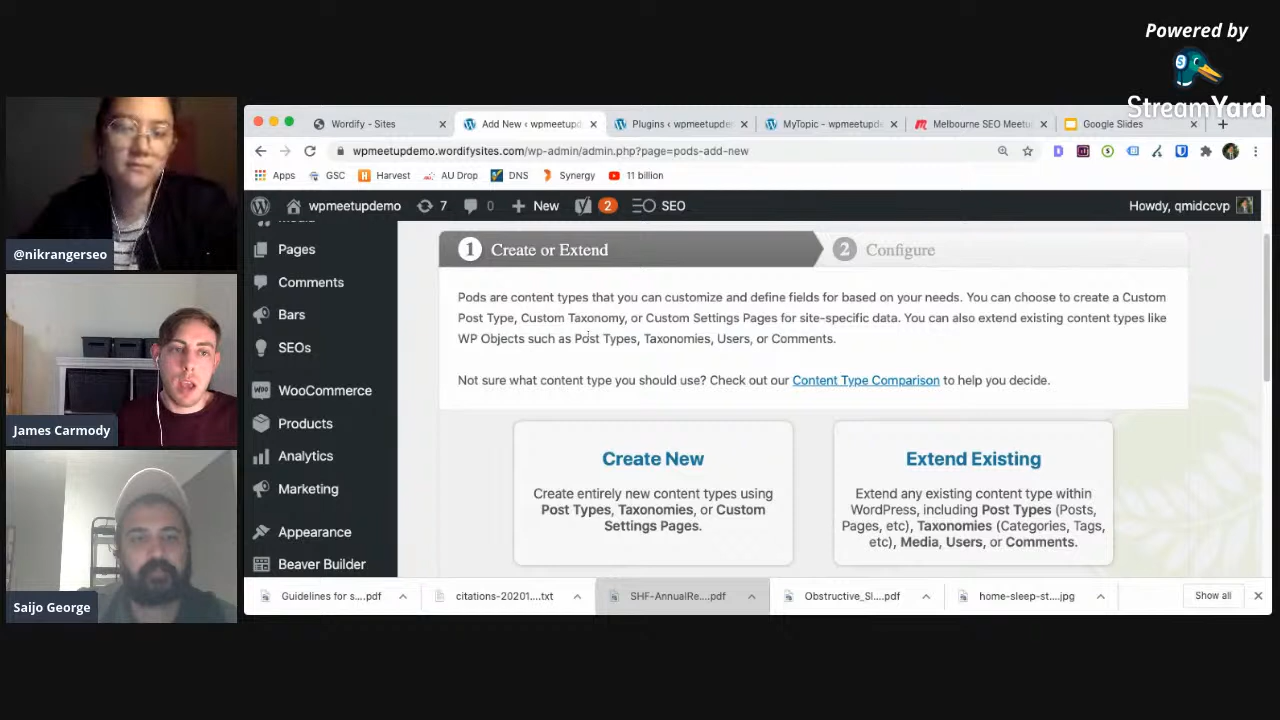 Powered by
StreamYard
@nikrangerseo
James Carmody
Saijo George
Wordify - Sites
Add New ‹ wpmeetupd
Plugins ‹ wpmeetupder
MyTopic – wpmeetupd
Melbourne SEO Meetu
Google Slides
wpmeetupdemo.wordifysites.com/wp-admin/admin.php?page=pods-add-new
Apps
GSC
Harvest
AU Drop
DNS
Synergy
11 billion
wpmeetupdemo
7
0
New
2
SEO
Howdy, qmidccvp
Pages
Comments
Bars
SEOs
WooCommerce
Products
Analytics
Marketing
Appearance
Beaver Builder
1 Create or Extend
2 Configure
Pods are content types that you can customize and define fields for based on your needs. You can choose to create a Custom
Post Type, Custom Taxonomy, or Custom Settings Pages for site-specific data. You can also extend existing content types like
WP Objects such as Post Types, Taxonomies, Users, or Comments.
Not sure what content type you should use? Check out our Content Type Comparison to help you decide.
Create New
Create entirely new content types using
Post Types, Taxonomies, or Custom
Settings Pages.
Extend Existing
Extend any existing content type within
WordPress, including Post Types (Posts,
Pages, etc), Taxonomies (Categories, Tags,
etc), Media, Users, or Comments.
Guidelines for s....pdf
citations-20201....txt
SHF-AnnualRe....pdf
Obstructive_Sl....pdf
home-sleep-st....jpg
Show all